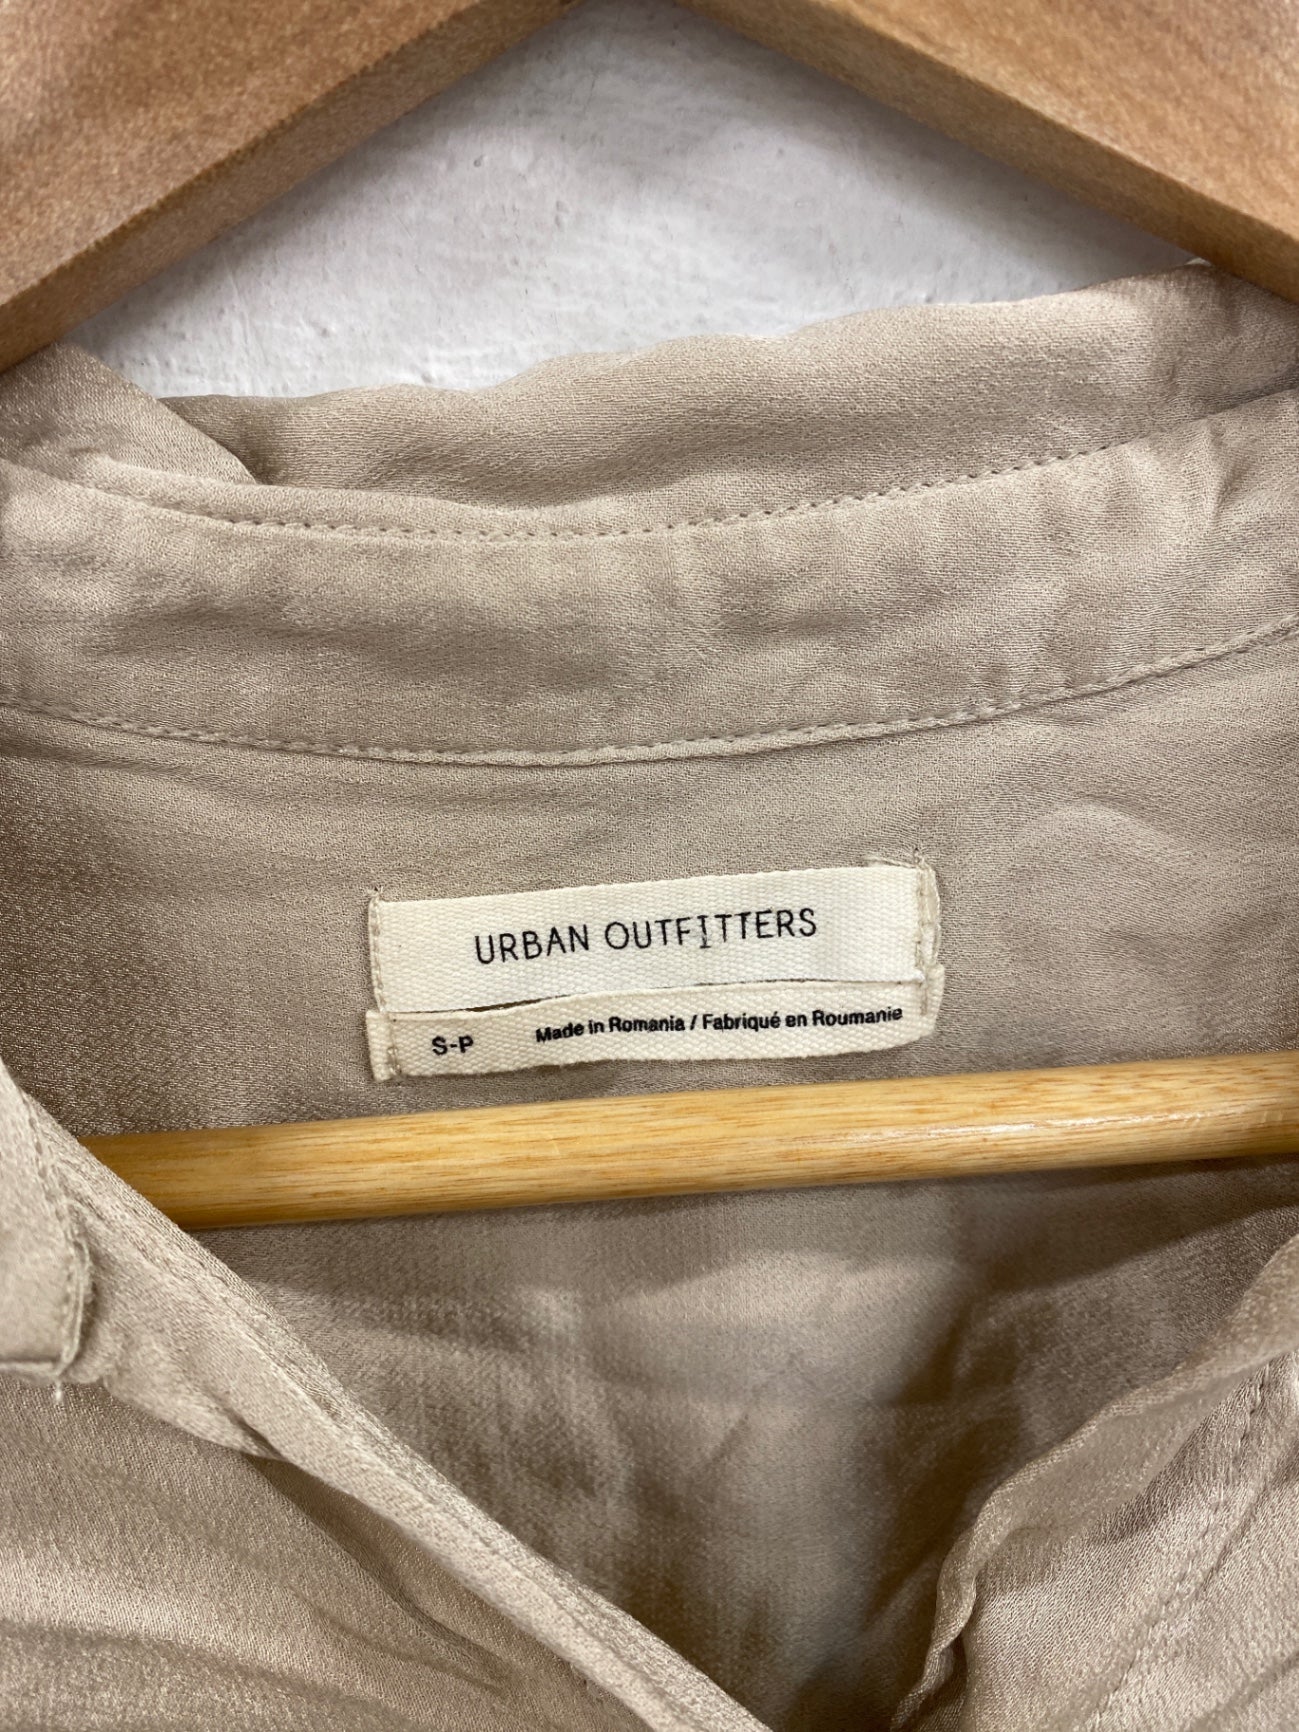 URBAN OUTFITTERS
S-P Made in Romania / Fabriqué en Roumanie